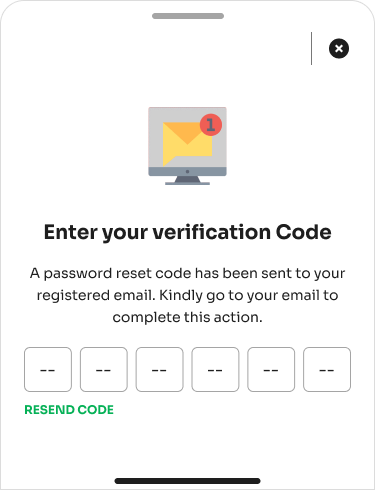 1
Enter your verification Code
A password reset code has been sent to your
registered email. Kindly go to your email to
complete this action.
-- -- -- -- -- --
RESEND CODE